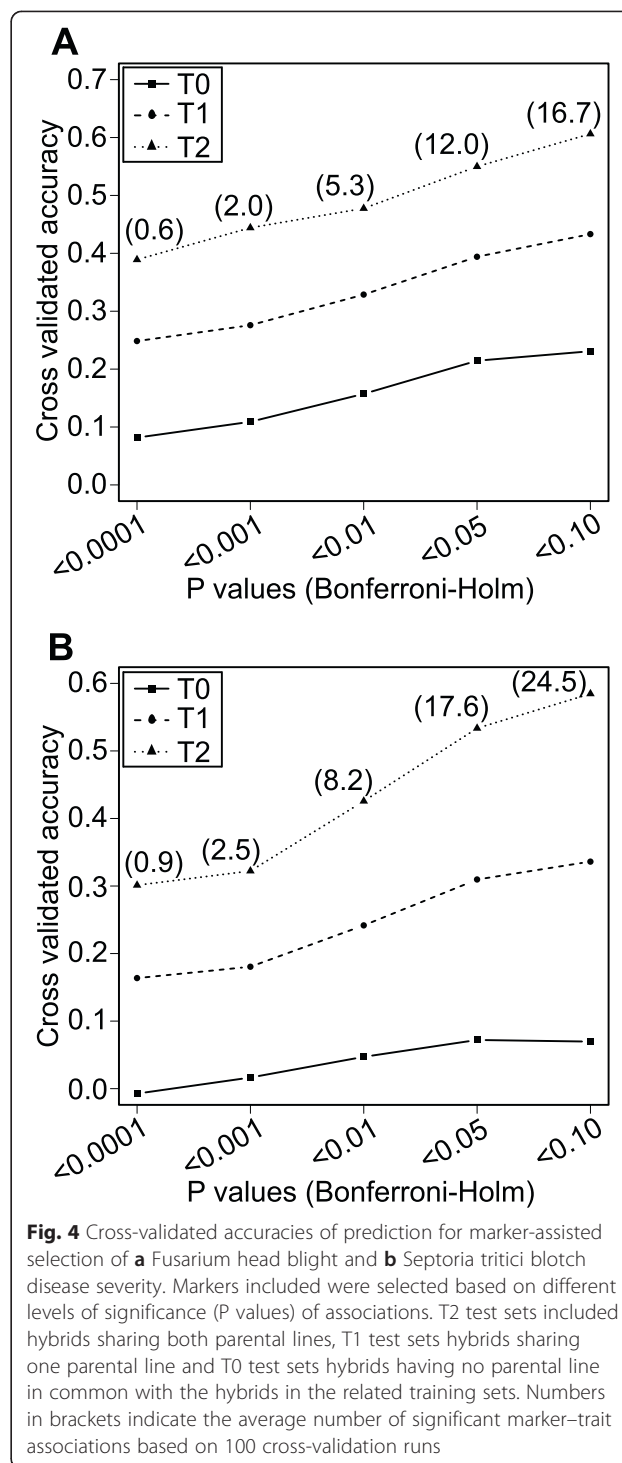 A
T0
T1
T2
0.7
0.6
0.5
0.4
0.3
0.2
0.1
0.0
Cross validated accuracy
(0.6)
(2.0)
(5.3)
(12.0)
(16.7)
<0.0001
<0.001
<0.01
<0.05
<0.10
P values (Bonferroni-Holm)
B
T0
T1
T2
0.6
0.5
0.4
0.3
0.2
0.1
0.0
Cross validated accuracy
(0.9)
(2.5)
(8.2)
(17.6)
(24.5)
<0.0001
<0.001
<0.01
<0.05
<0.10
P values (Bonferroni-Holm)
Fig. 4 Cross-validated accuracies of prediction for marker-assisted
selection of a Fusarium head blight and b Septoria tritici blotch
disease severity. Markers included were selected based on different
levels of significance (P values) of associations. T2 test sets included
hybrids sharing both parental lines, T1 test sets hybrids sharing
one parental line and T0 test sets hybrids having no parental line
in common with the hybrids in the related training sets. Numbers
in brackets indicate the average number of significant marker–trait
associations based on 100 cross-validation runs